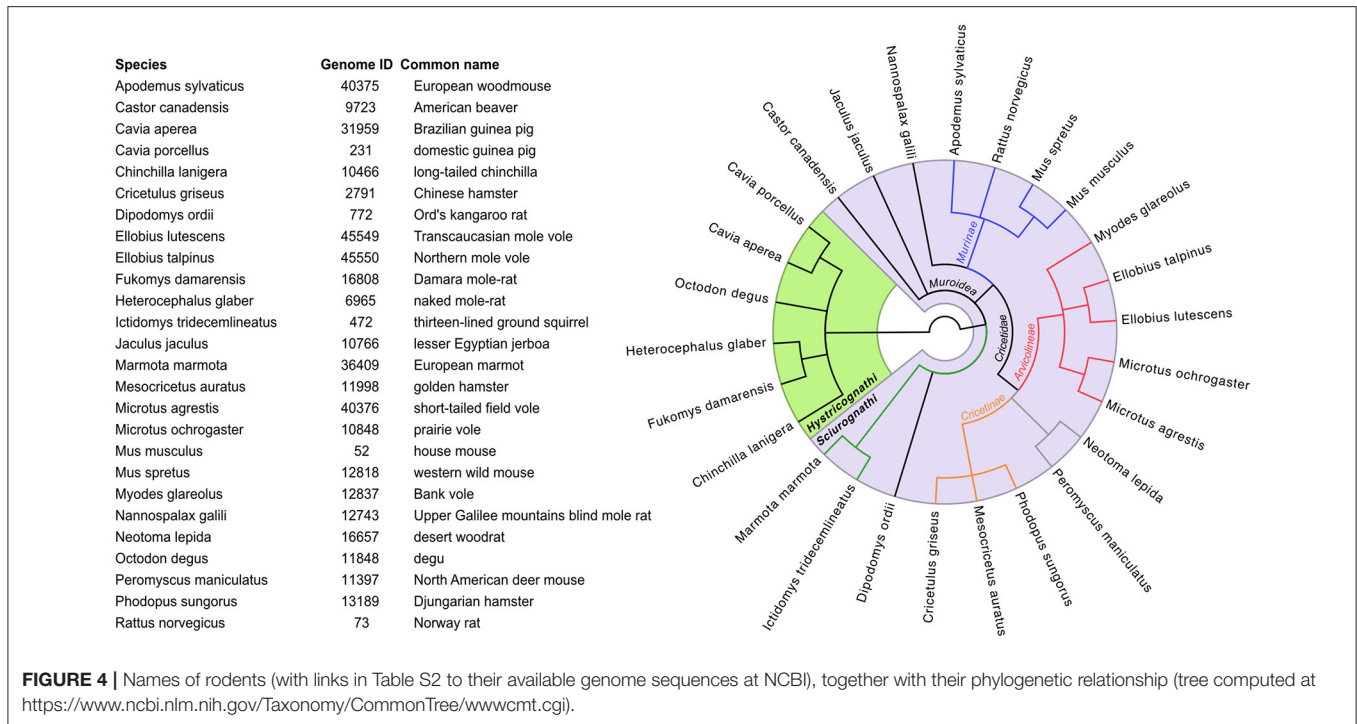 Species Genome ID Common name
Apodemus sylvaticus 40375 European woodmouse
Castor canadensis 9723 American beaver
Cavia aperea 31959 Brazilian guinea pig
Cavia porcellus 231 domestic guinea pig
Chinchilla lanigera 10466 long-tailed chinchilla
Cricetulus griseus 2791 Chinese hamster
Dipodomys ordii 772 Ord's kangaroo rat
Ellobius lutescens 45549 Transcaucasian mole vole
Ellobius talpinus 45550 Northern mole vole
Fukomys damarensis 16808 Damara mole-rat
Heterocephalus glaber 6965 naked mole-rat
Ictidomys tridecemlineatus 472 thirteen-lined ground squirrel
Jaculus jaculus 10766 lesser Egyptian jerboa
Marmota marmota 36409 European marmot
Mesocricetus auratus 11998 golden hamster
Microtus agrestis 40376 short-tailed field vole
Microtus ochrogaster 10848 prairie vole
Mus musculus 52 house mouse
Mus spretus 12818 western wild mouse
Myodes glareolus 12837 Bank vole
Nannospalax galili 12743 Upper Galilee mountains blind mole rat
Neotoma lepida 16657 desert woodrat
Octodon degus 11848 degu
Peromyscus maniculatus 11397 North American deer mouse
Phodopus sungorus 13189 Djungarian hamster
Rattus norvegicus 73 Norway rat
Chinchilla lanigera
Fukomys damarensis
Heterocephalus glaber
Octodon degus
Cavia aperea
Cavia porcellus
Castor canadensis
Jaculus jaculus
Nannospalax galili
Apodemus sylvaticus
Rattus norvegicus
Mus spretus
Mus musculus
Myodes glareolus
Ellobius talpinus
Ellobius lutescens
Microtus ochrogaster
Microtus agrestis
Neotoma lepida
Peromyscus maniculatus
Phodopus sungorus
Mesocricetus auratus
Cricetulus griseus
Dipodomys ordii
Ictidomys tridecemlineatus
Marmota marmota
Murinae
Muroidea
Cricetidae
Arvicolineae
Cricetinae
Hystricognathi
Sciurognathi
FIGURE 4 | Names of rodents (with links in Table S2 to their available genome sequences at NCBI), together with their phylogenetic relationship (tree computed at
https://www.ncbi.nlm.nih.gov/Taxonomy/CommonTree/wwwcmt.cgi).